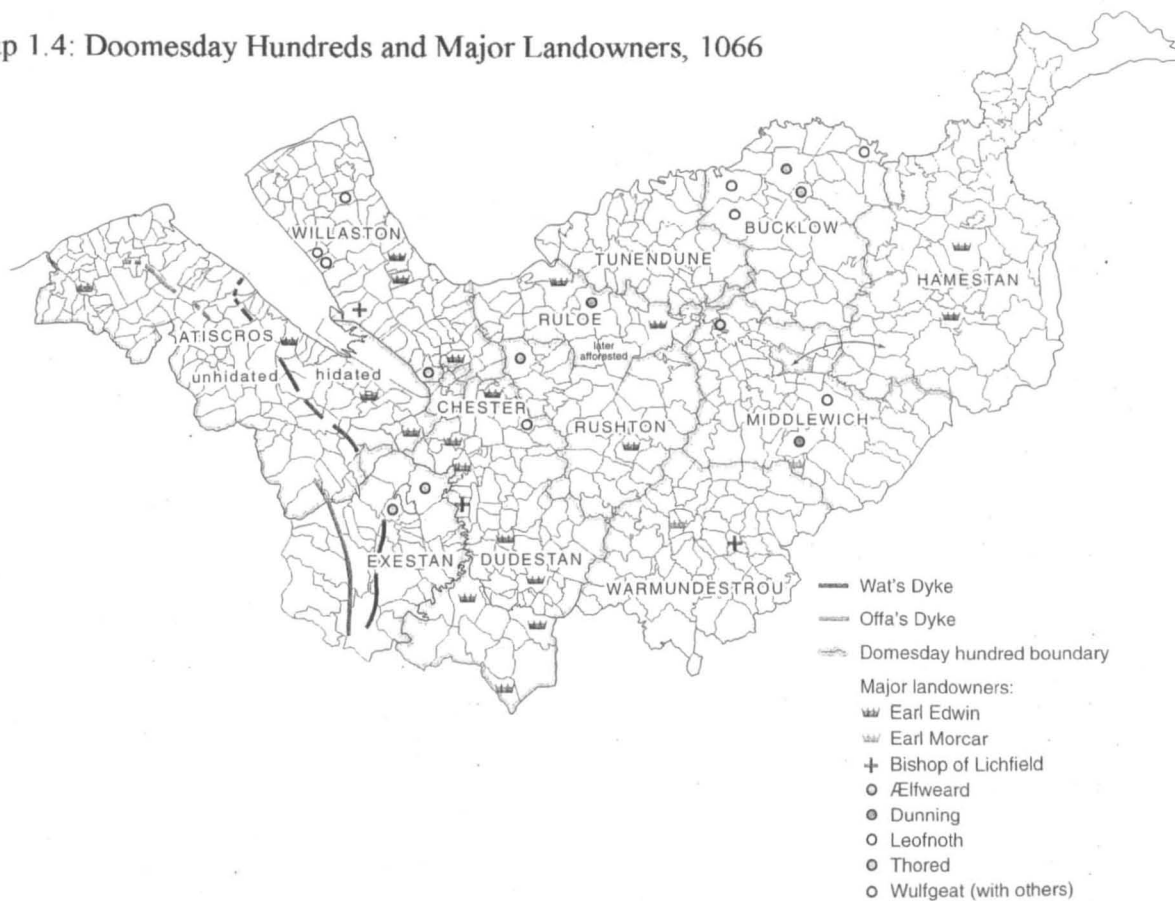 p 1.4: Doomesday Hundreds and Major Landowners, 1066
WILLASTON
BUCKLOW
TUNENDUNE
HAMESTAN
RULOE
later
afforested
ATISCROS
unhidated
hidated
CHESTER
RUSHTON
MIDDLEWICH
EXESTAN
DUDESTAN
WARMUNDESTROU
Wat's Dyke
Offa's Dyke
Domesday hundred boundary
Major landowners:
Earl Edwin
Earl Morcar
Bishop of Lichfield
Ælfweard
Dunning
Leofnoth
Thored
Wulfgeat (with others)